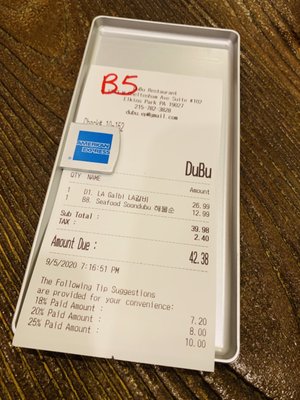 B5
Bu Restaurant
Cheltenham Ave Suite #107
Elkins Park PA 19027
215-782-3828
dubu.ep@gmail.com
AMERICAN EXPRESS
DuBu
QTY NAME Amount
1 D1. LA Galbi LA갈비 26.99
1 B8. Seafood Soondubu 해물순 12.99
Sub Total : 39.98
TAX : 2.40
Amount Due : 42.38
9/5/2020 7:16:51 PM
The Following Tip Suggestions
are provided for your convenience:
18% Paid Amount : 7.20
20% Paid Amount : 8.00
25% Paid Amount : 10.00